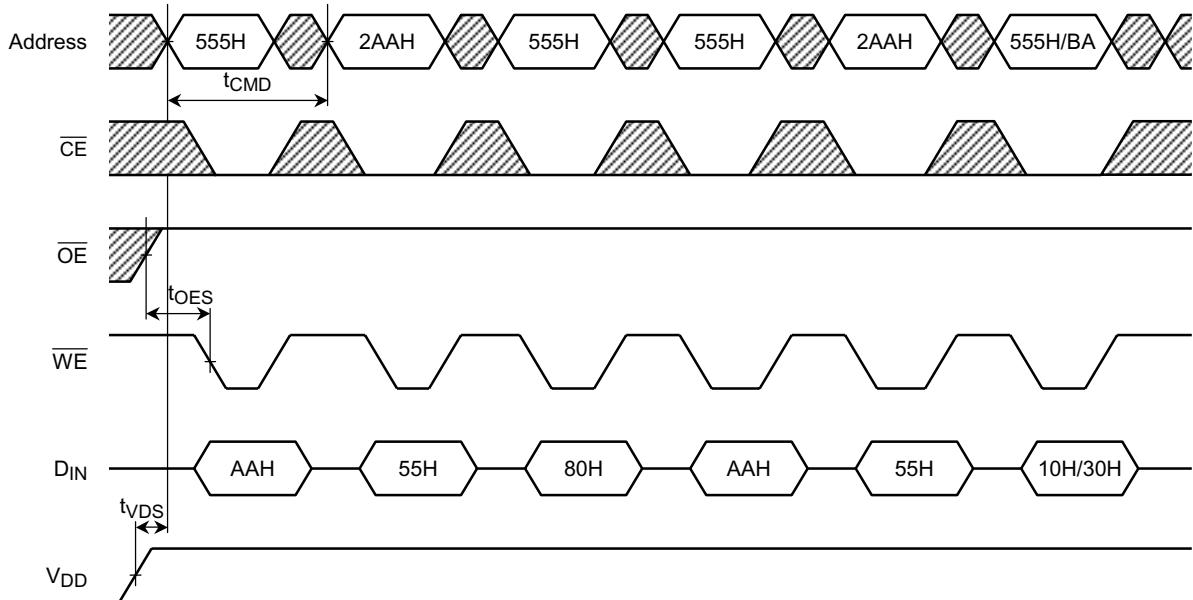 Address 555H 2AAH 555H 555H 2AAH 555H/BA
tCMD
CE
OE
tOES
WE
DIN AAH 55H 80H AAH 55H 10H/30H
tVDS
VDD